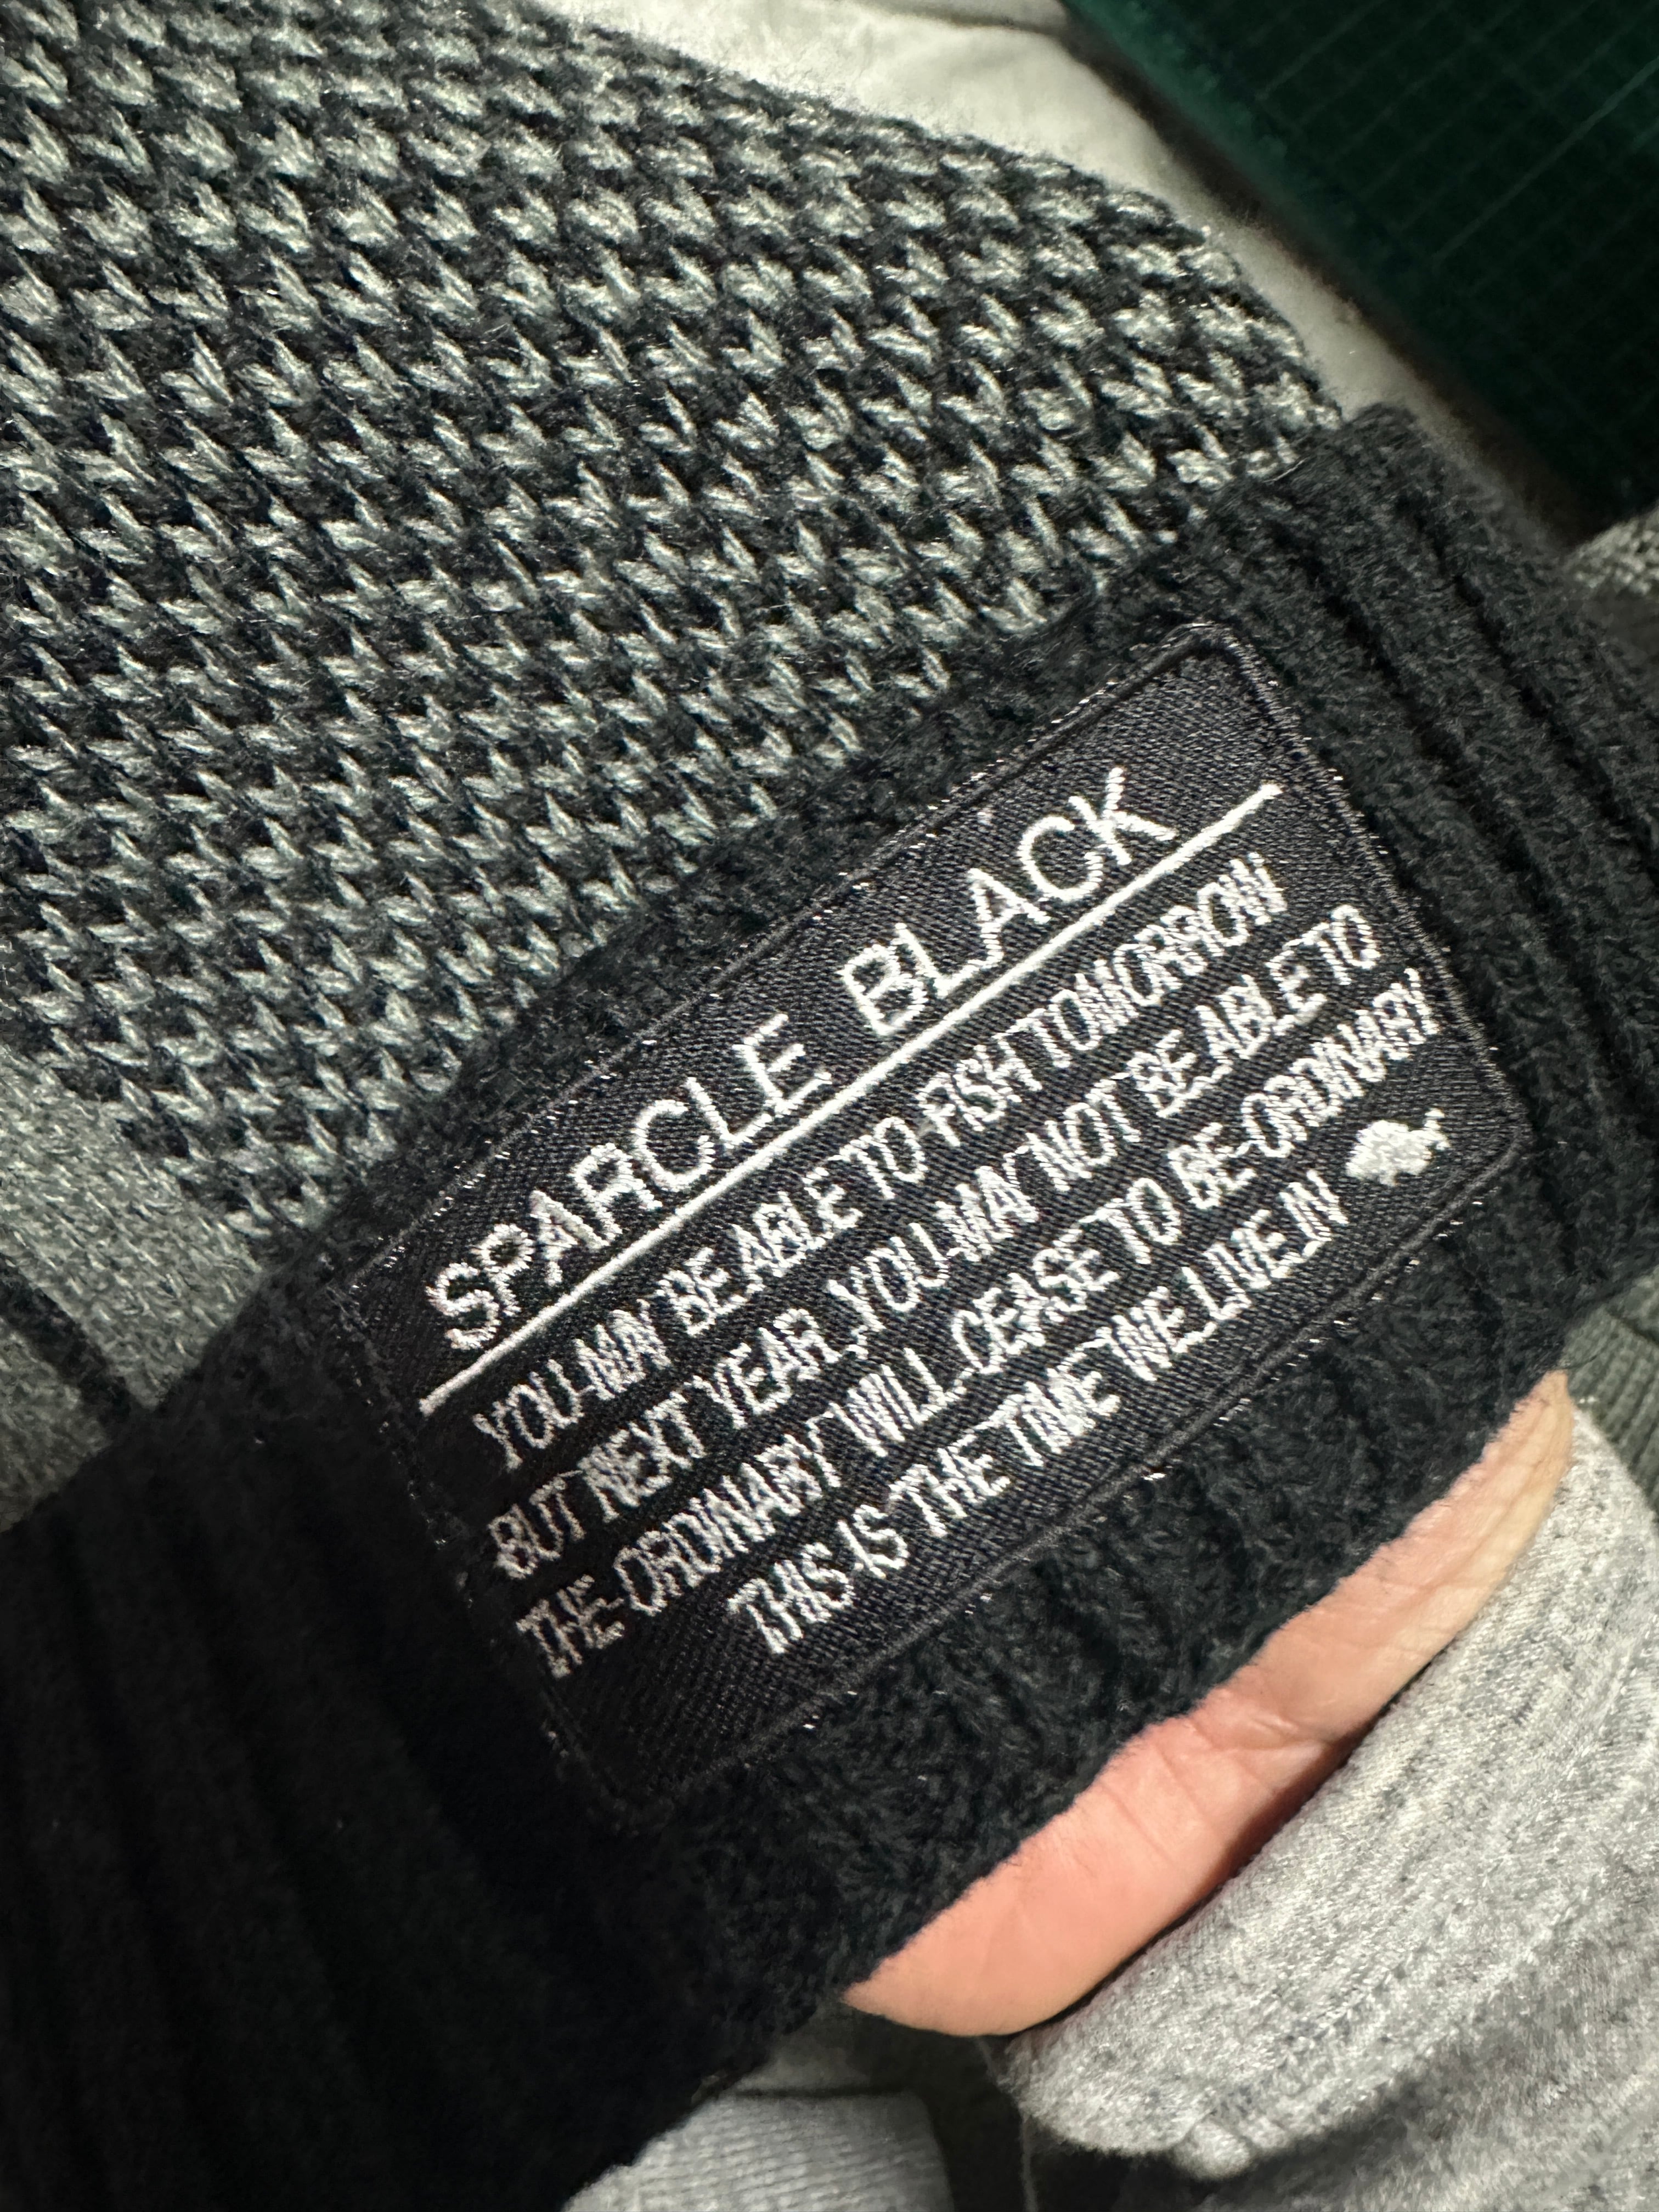 SPARCLE BLACK
YOU-MAY BE ABLE TO-FISH TOMORROW
BUT NEXT YEAR, YOU-MAY NOT BE ABLE TO
THE-ORDINARY WILL-CEASE TO BE-ORDINARY
THIS-IS-THE TIME WE LIVE IN